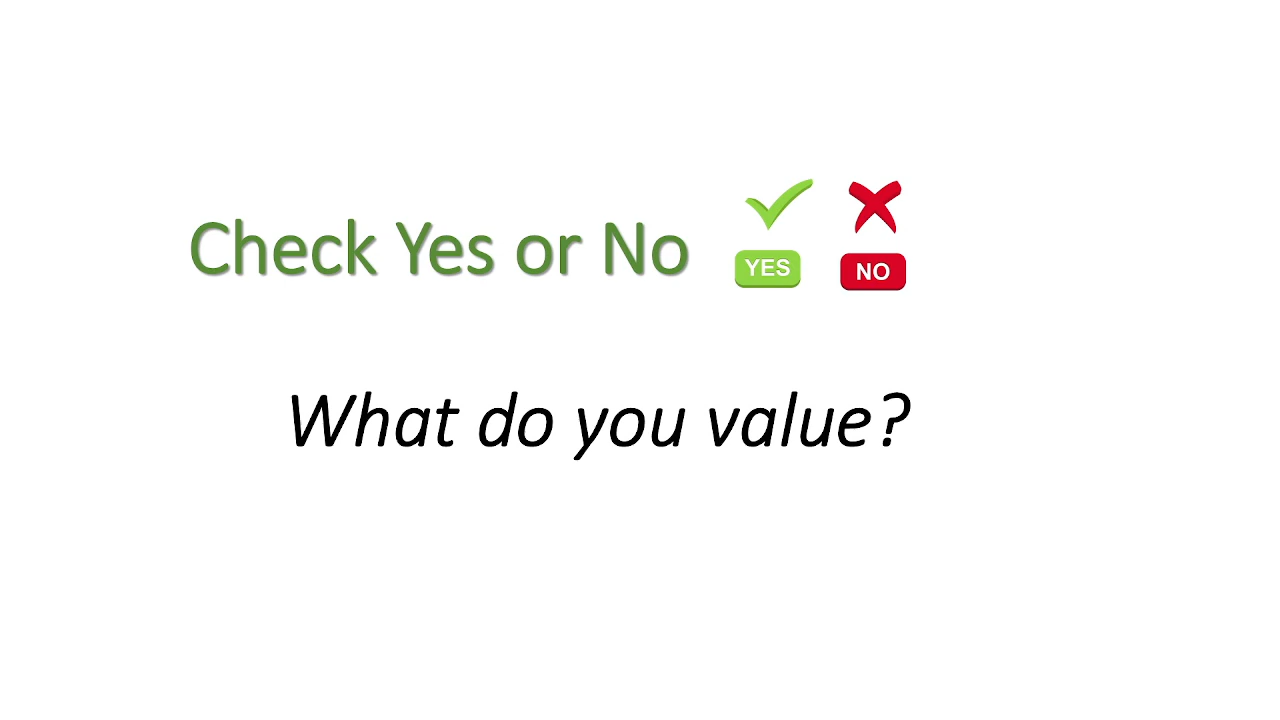 Check Yes or No
YES
NO
What do you value?